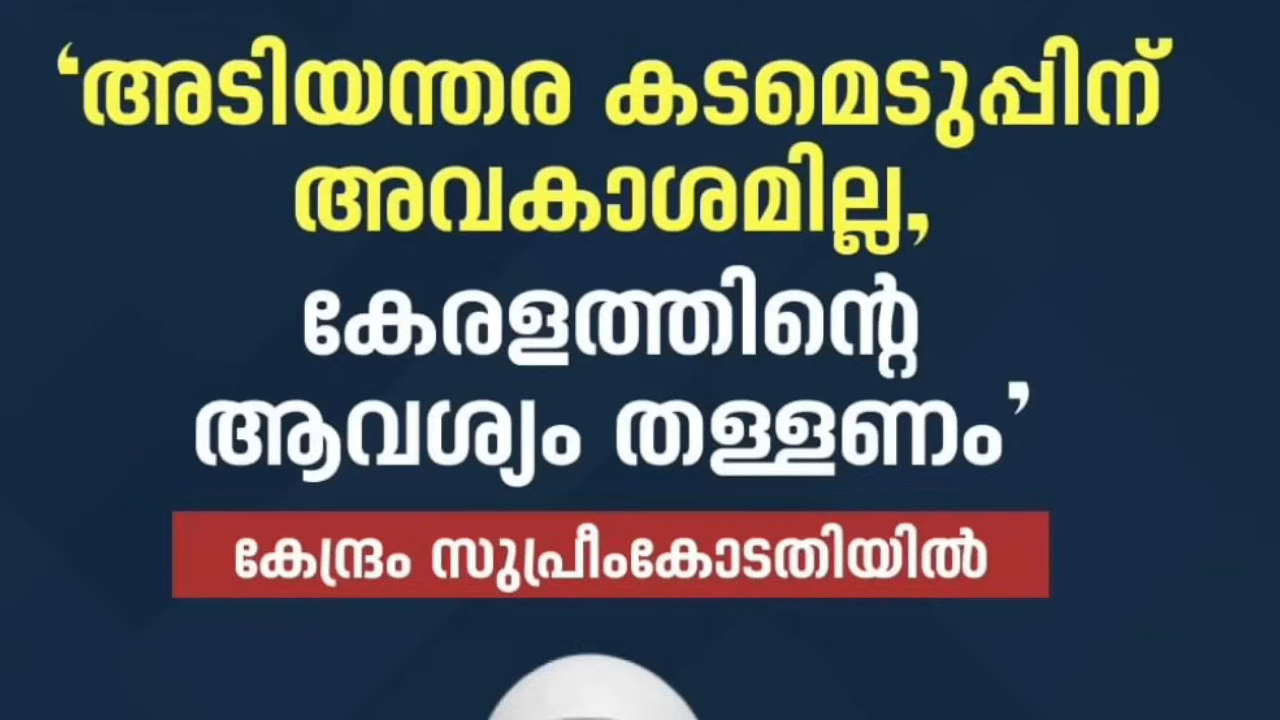 ‘അടിയന്തര കടമെടുപ്പിന്
അവകാശമില്ല,
കേരളത്തിന്റെ
ആവശ്യം തള്ളണം’
കേന്ദ്രം സുപ്രീംകോടതിയിൽ